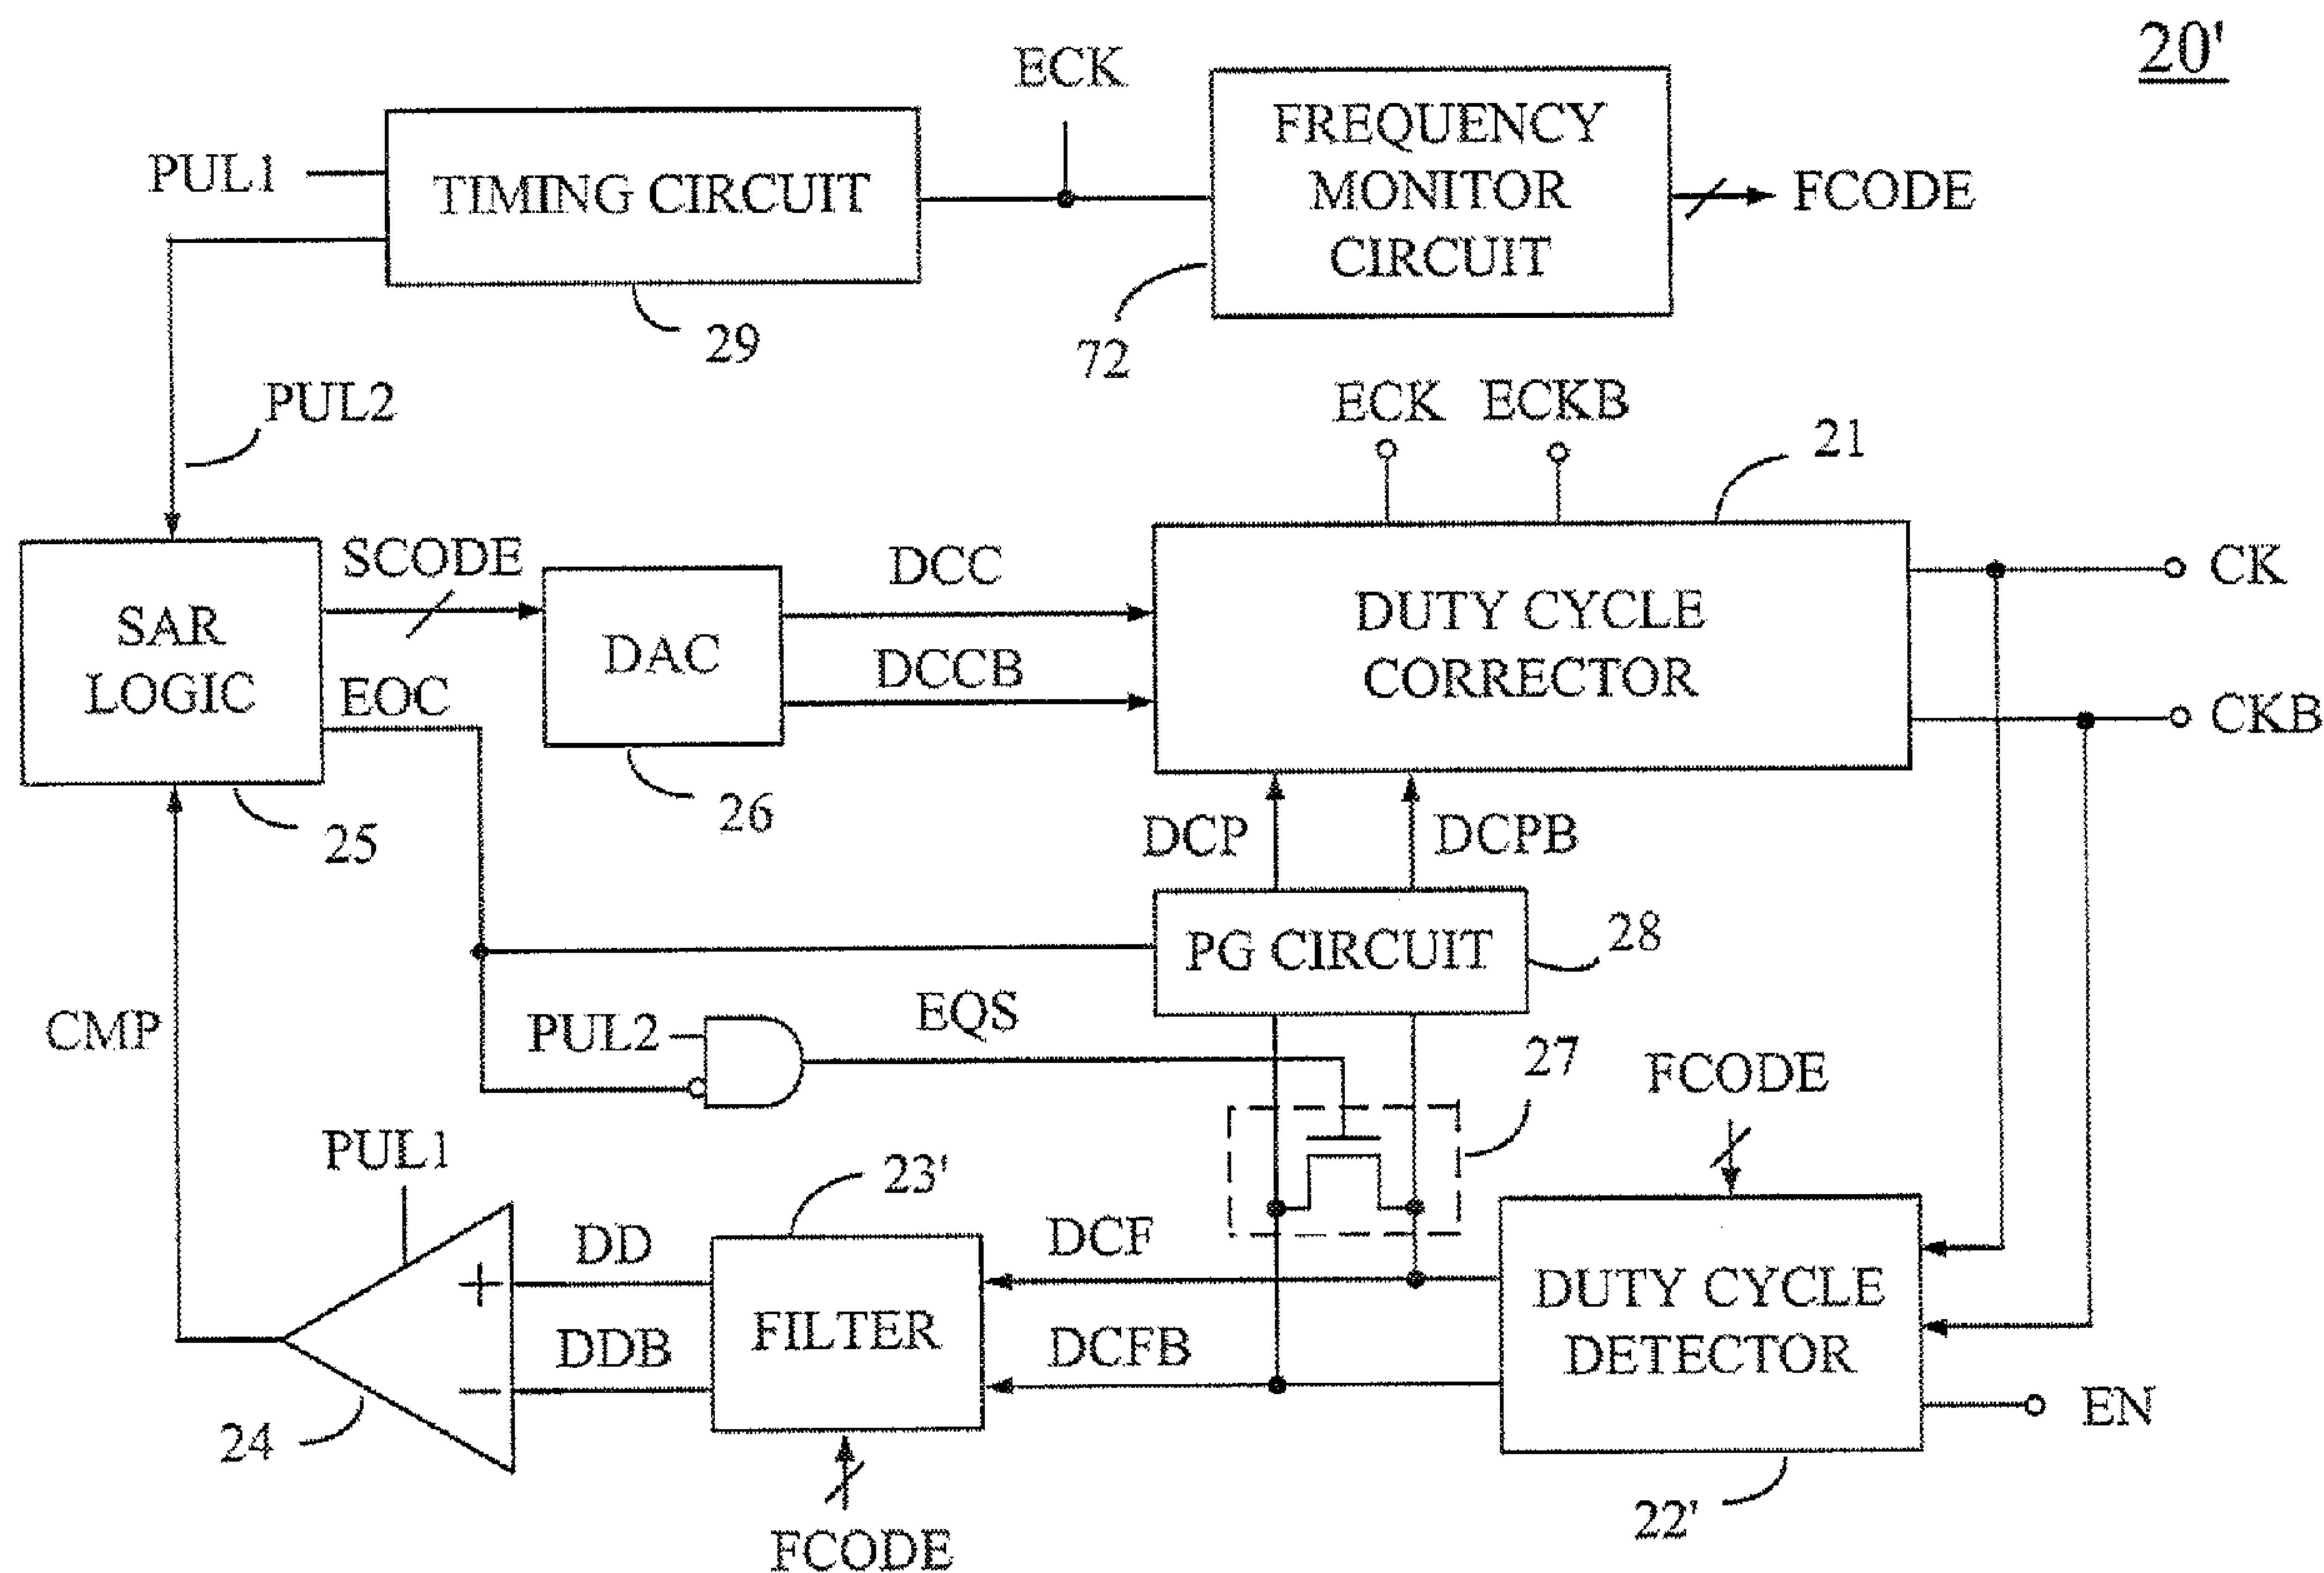 20'
ECK
FREQUENCY
MONITOR
CIRCUIT
PUL1
TIMING CIRCUIT
FCODE
29
72
PUL2
ECK
ECKB
21
SCODE
DCC
CK
SAR
LOGIC
DAC
DUTY CYCLE
CORRECTOR
EOC
DCCB
CKB
26
25
DCP
DCPB
PG CIRCUIT
28
CMP
PUL2
EQS
27
FCODE
PUL1
23'
DD
DCF
+
FILTER
DUTY CYCLE
DETECTOR
DDB
DCFB
−
24
EN
FCODE
22'